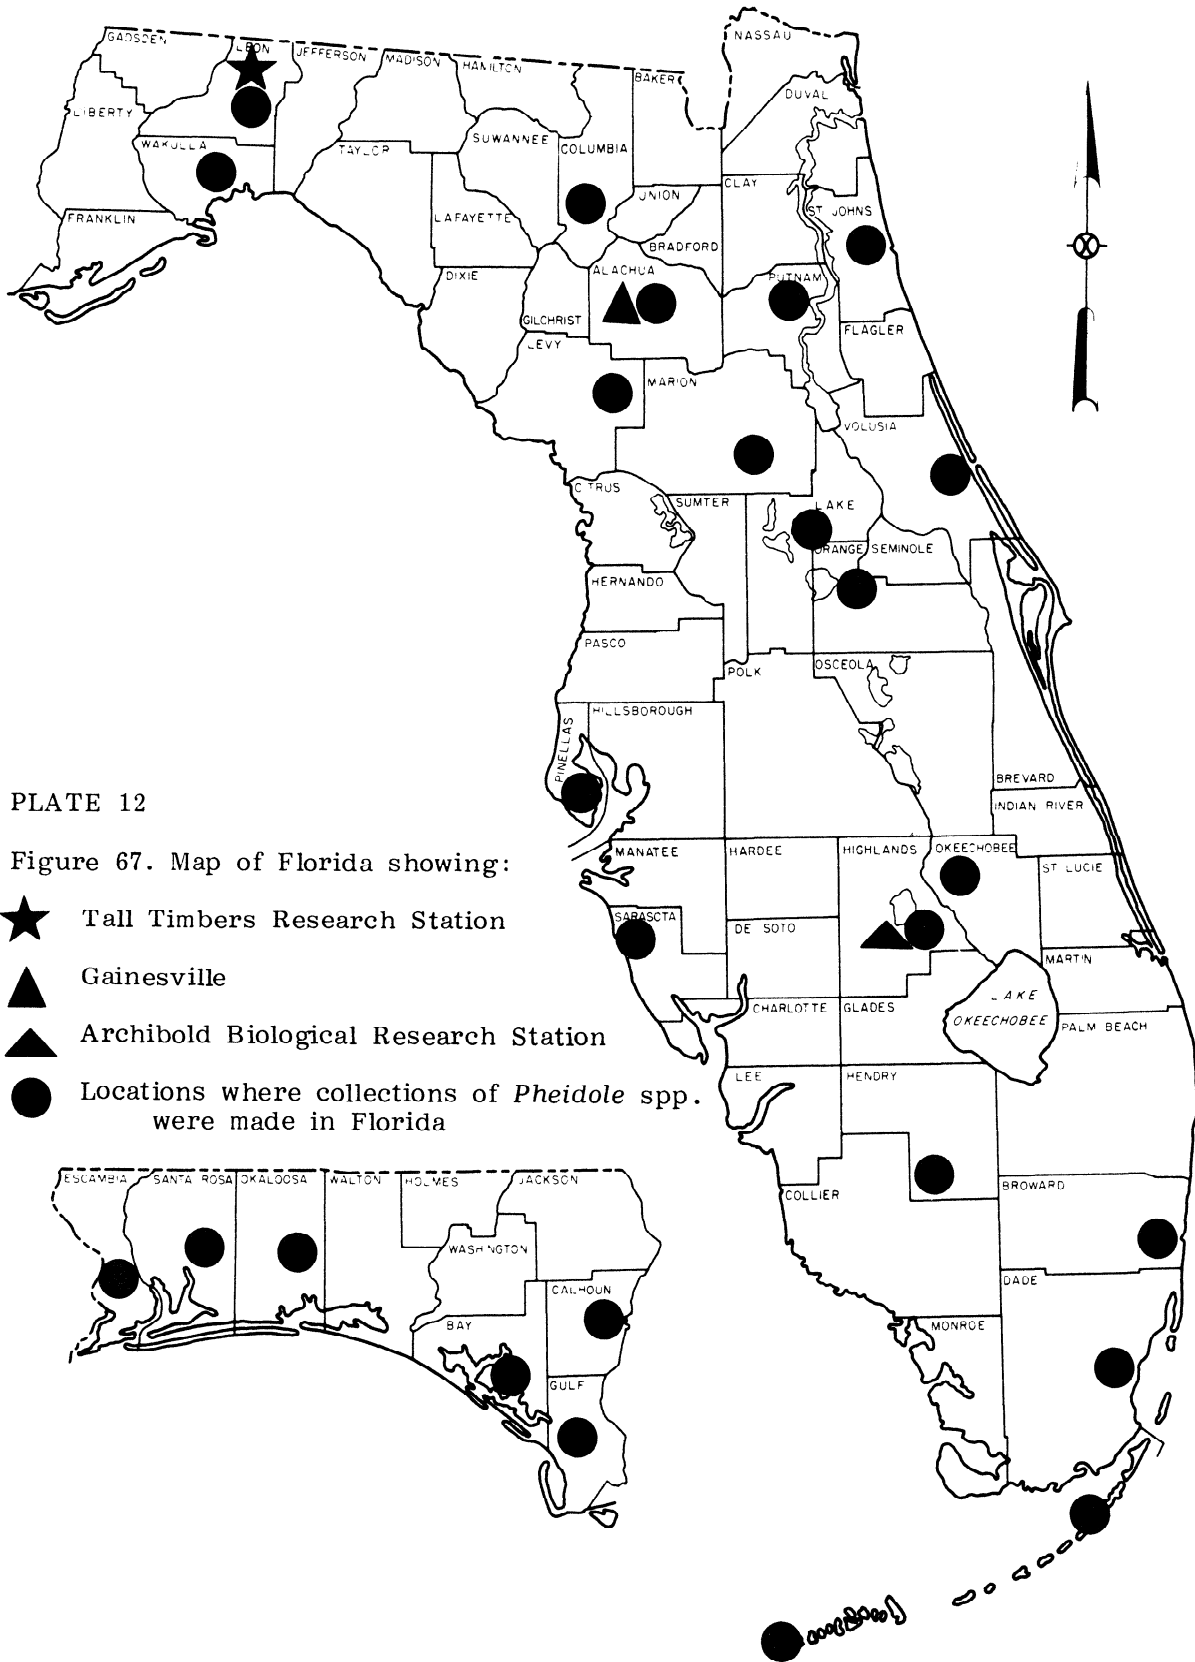 GADSDEN
LEON
JEFFERSON
MADISON
HAMILTON
NASSAU
BAKER
DUVAL
LIBERTY
WAKULLA
TAYLOR
SUWANNEE
COLUMBIA
UNION
CLAY
ST JOHNS
FRANKLIN
LAFAYETTE
BRADFORD
DIXIE
ALACHUA
PUTNAM
GILCHRIST
FLAGLER
LEVY
MARION
VOLUSIA
CITRUS
SUMTER
LAKE
ORANGE
SEMINOLE
HERNANDO
PASCO
POLK
OSCEOLA
HILLSBOROUGH
PINELLAS
BREVARD
INDIAN RIVER
MANATEE
HARDEE
HIGHLANDS
OKEECHOBEE
ST LUCIE
SARASOTA
DE SOTO
MARTIN
CHARLOTTE
GLADES
LAKE
OKEECHOBEE
PALM BEACH
LEE
HENDRY
COLLIER
BROWARD
DADE
MONROE
PLATE 12
Figure 67. Map of Florida showing:
Tall Timbers Research Station
Gainesville
Archibold Biological Research Station
Locations where collections of Pheidole spp.
were made in Florida
ESCAMBIA
SANTA ROSA
OKALOOSA
WALTON
HOLMES
JACKSON
WASHINGTON
CALHOUN
BAY
GULF